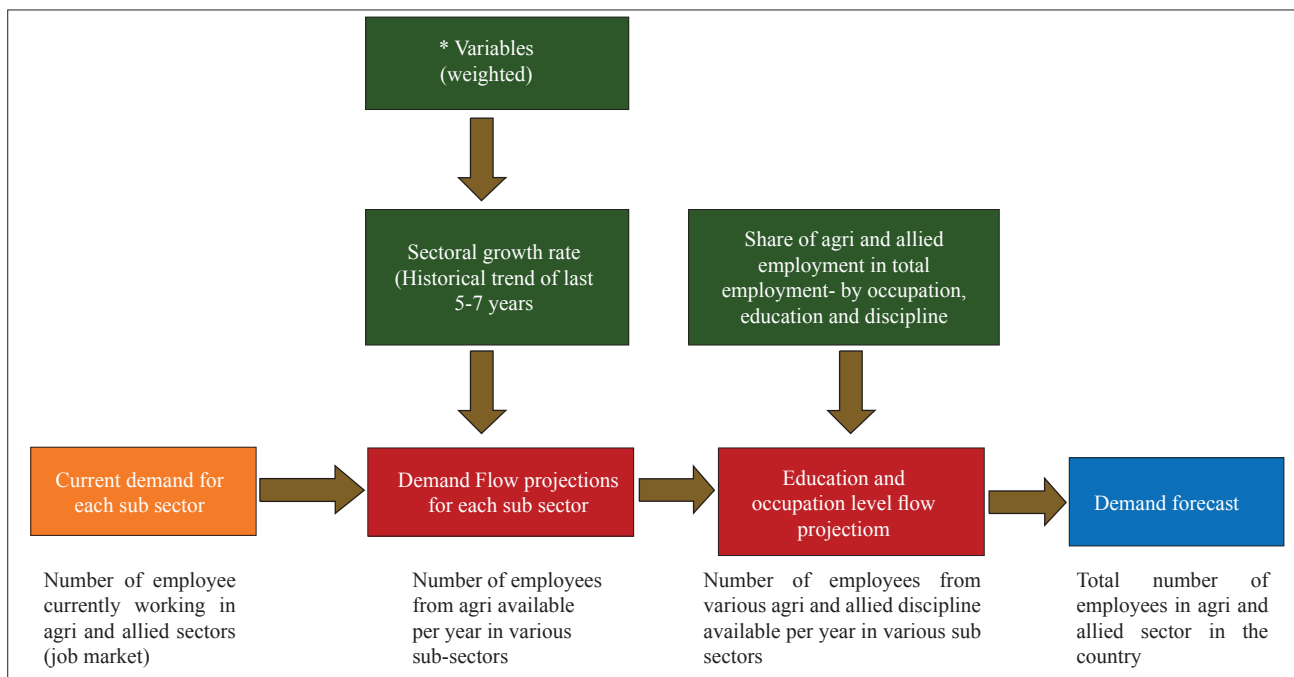 * Variables
(weighted)
Sectoral growth rate
(Historical trend of last
5-7 years
Share of agri and allied
employment in total
employment- by occupation,
education and discipline
Current demand for
each sub sector
Demand Flow projections
for each sub sector
Education and
occupation level flow
projectiom
Demand forecast
Number of employee
currently working in
agri and allied sectors
(job market)
Number of employees
from agri available
per year in various
sub-sectors
Number of employees from
various agri and allied discipline
available per year in various sub
sectors
Total number of
employees in agri and
allied sector in the
country